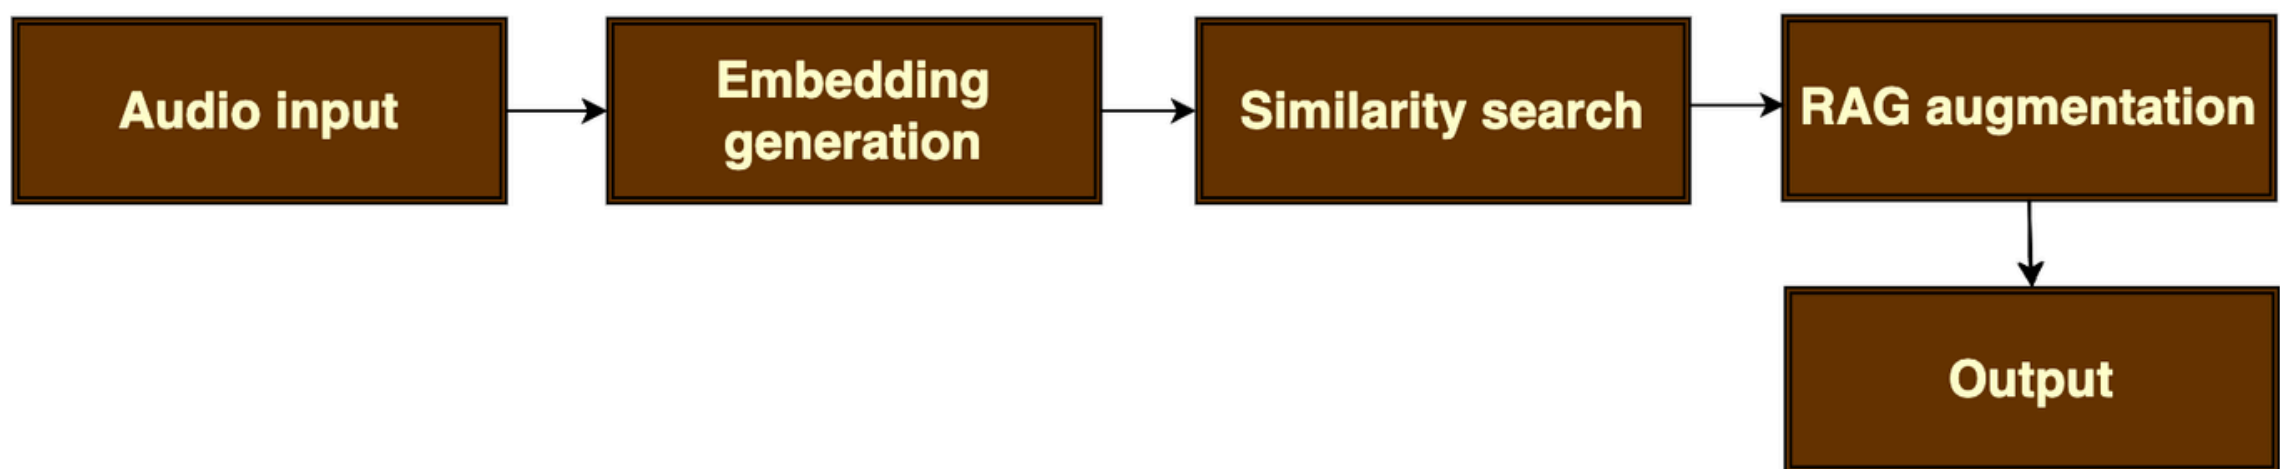 Audio input
Embedding
generation
Similarity search
RAG augmentation
Output